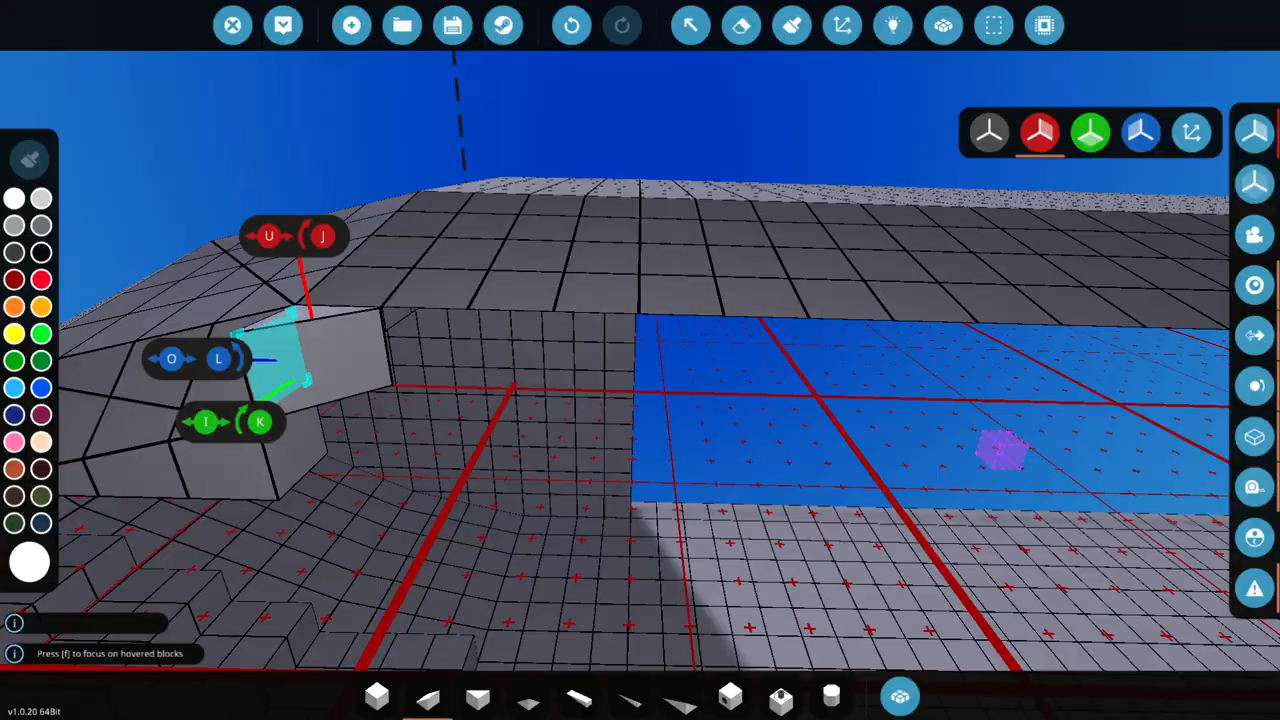 U J
O L
I K
Press [f] to focus on hovered blocks
v1.0.20 64Bit